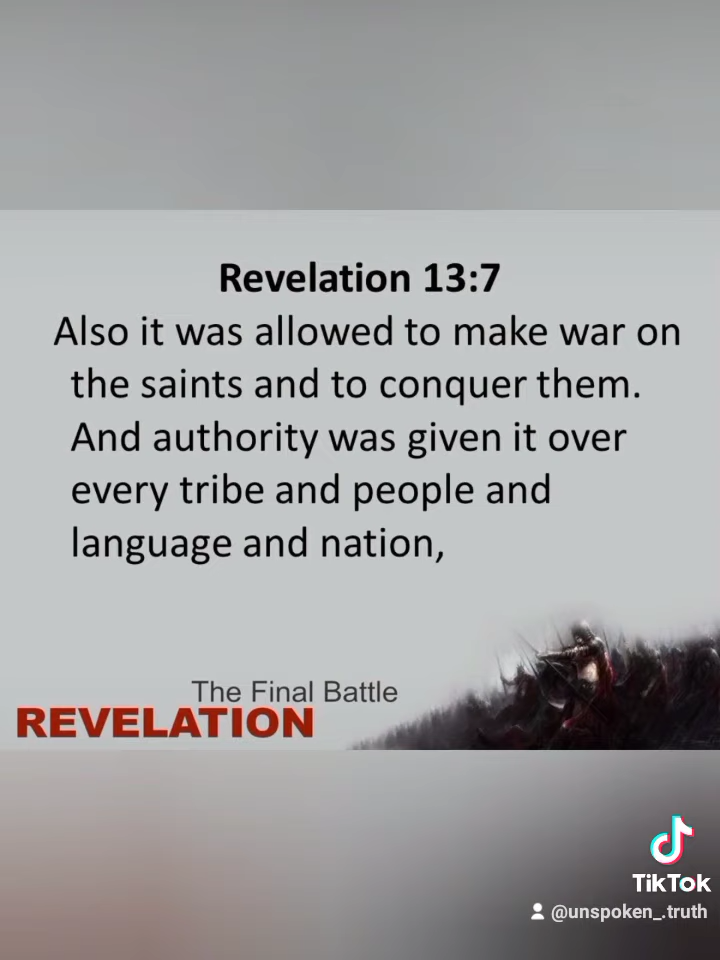 Revelation 13:7
Also it was allowed to make war on
the saints and to conquer them.
And authority was given it over
every tribe and people and
language and nation,
The Final Battle
REVELATION
TikTok
@unspoken_.truth